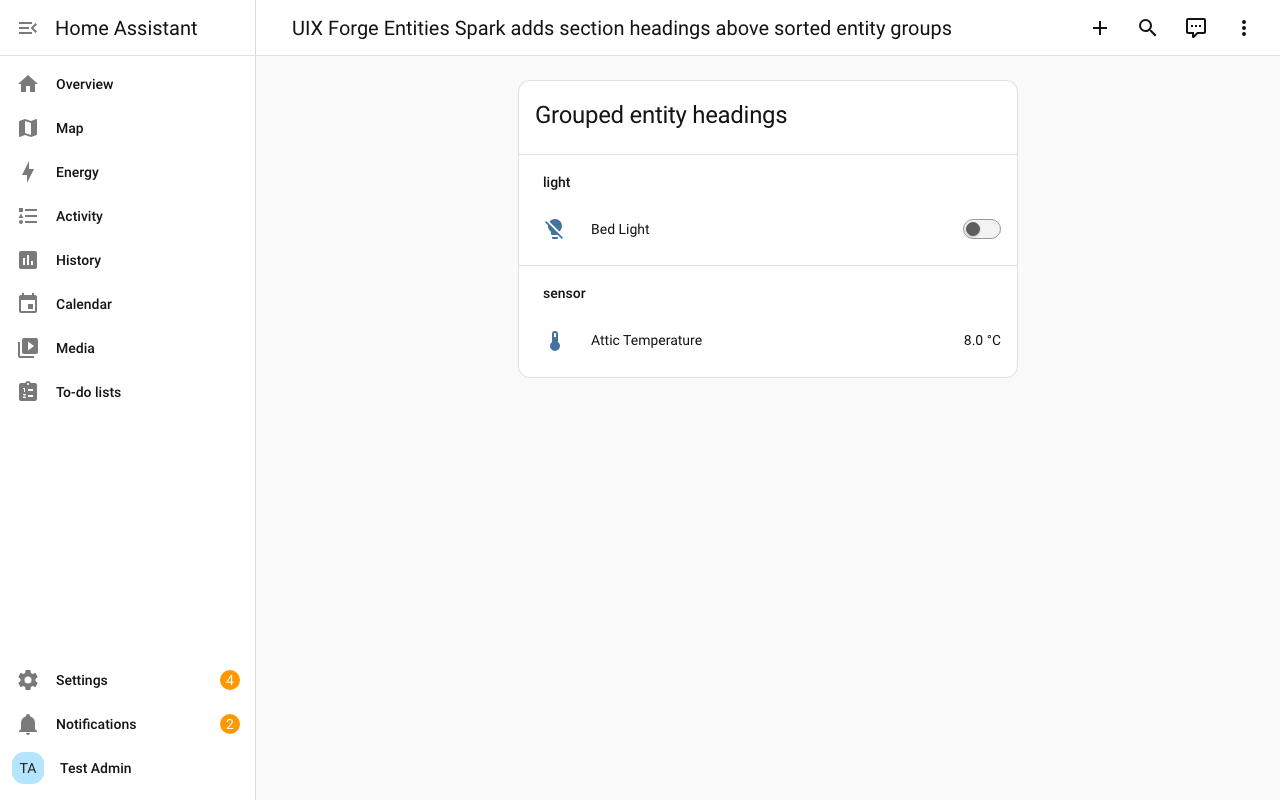 Home Assistant
UIX Forge Entities Spark adds section headings above sorted entity groups
Overview
Map
Energy
Activity
History
Calendar
Media
To-do lists
Grouped entity headings
light
Bed Light
sensor
Attic Temperature 8.0 °C
Settings 4
Notifications 2
TA Test Admin